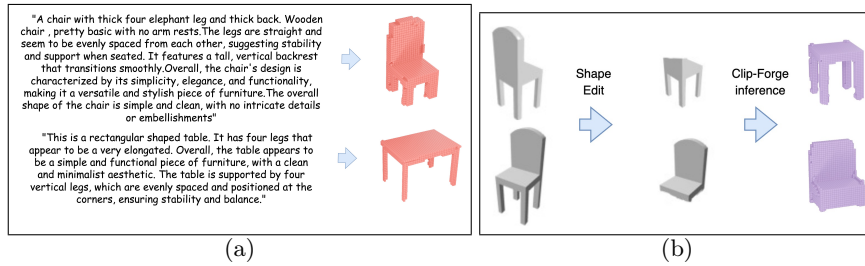 "A chair with thick four elephant leg and thick back. Wooden
chair , pretty basic with no arm rests.The legs are straight and
seem to be evenly spaced from each other, suggesting stability
and support when seated. It features a tall, vertical backrest
that transitions smoothly.Overall, the chair's design is
characterized by its simplicity, elegance, and functionality,
making it a versatile and stylish piece of furniture.The overall
shape of the chair is simple and clean, with no intricate details
or embellishments"
"This is a rectangular shaped table. It has four legs that
appear to be a very elongated. Overall, the table appears to
be a simple and functional piece of furniture, with a clean
and minimalist aesthetic. The table is supported by four
vertical legs, which are evenly spaced and positioned at the
corners, ensuring stability and balance."
(a)
Shape
Edit
Clip-Forge
inference
(b)